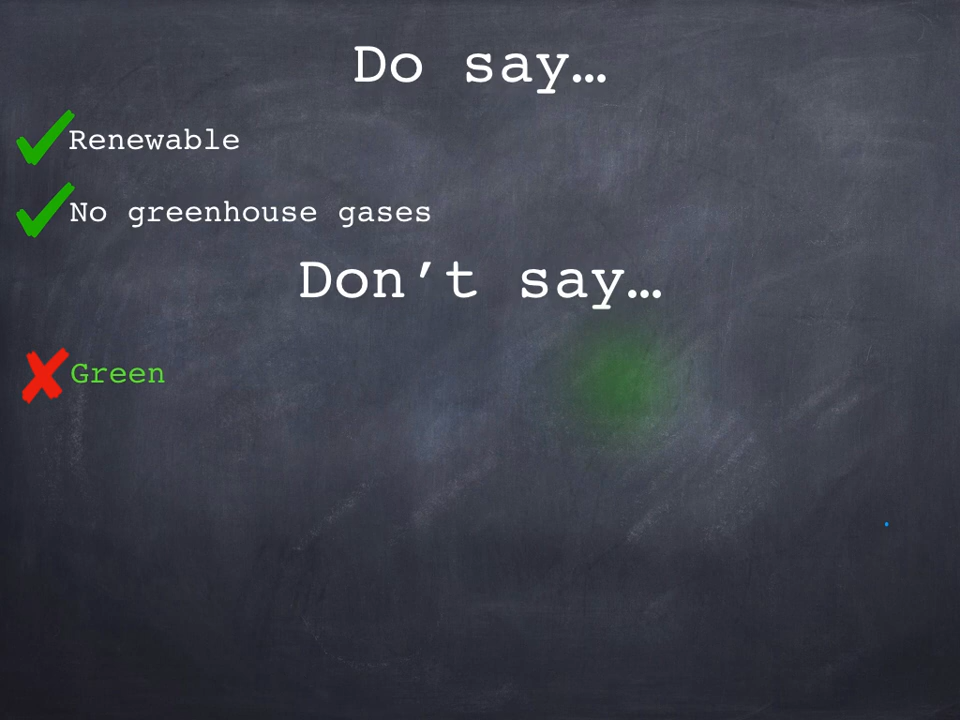 Do say…
Renewable
No greenhouse gases
Don’t say…
Green